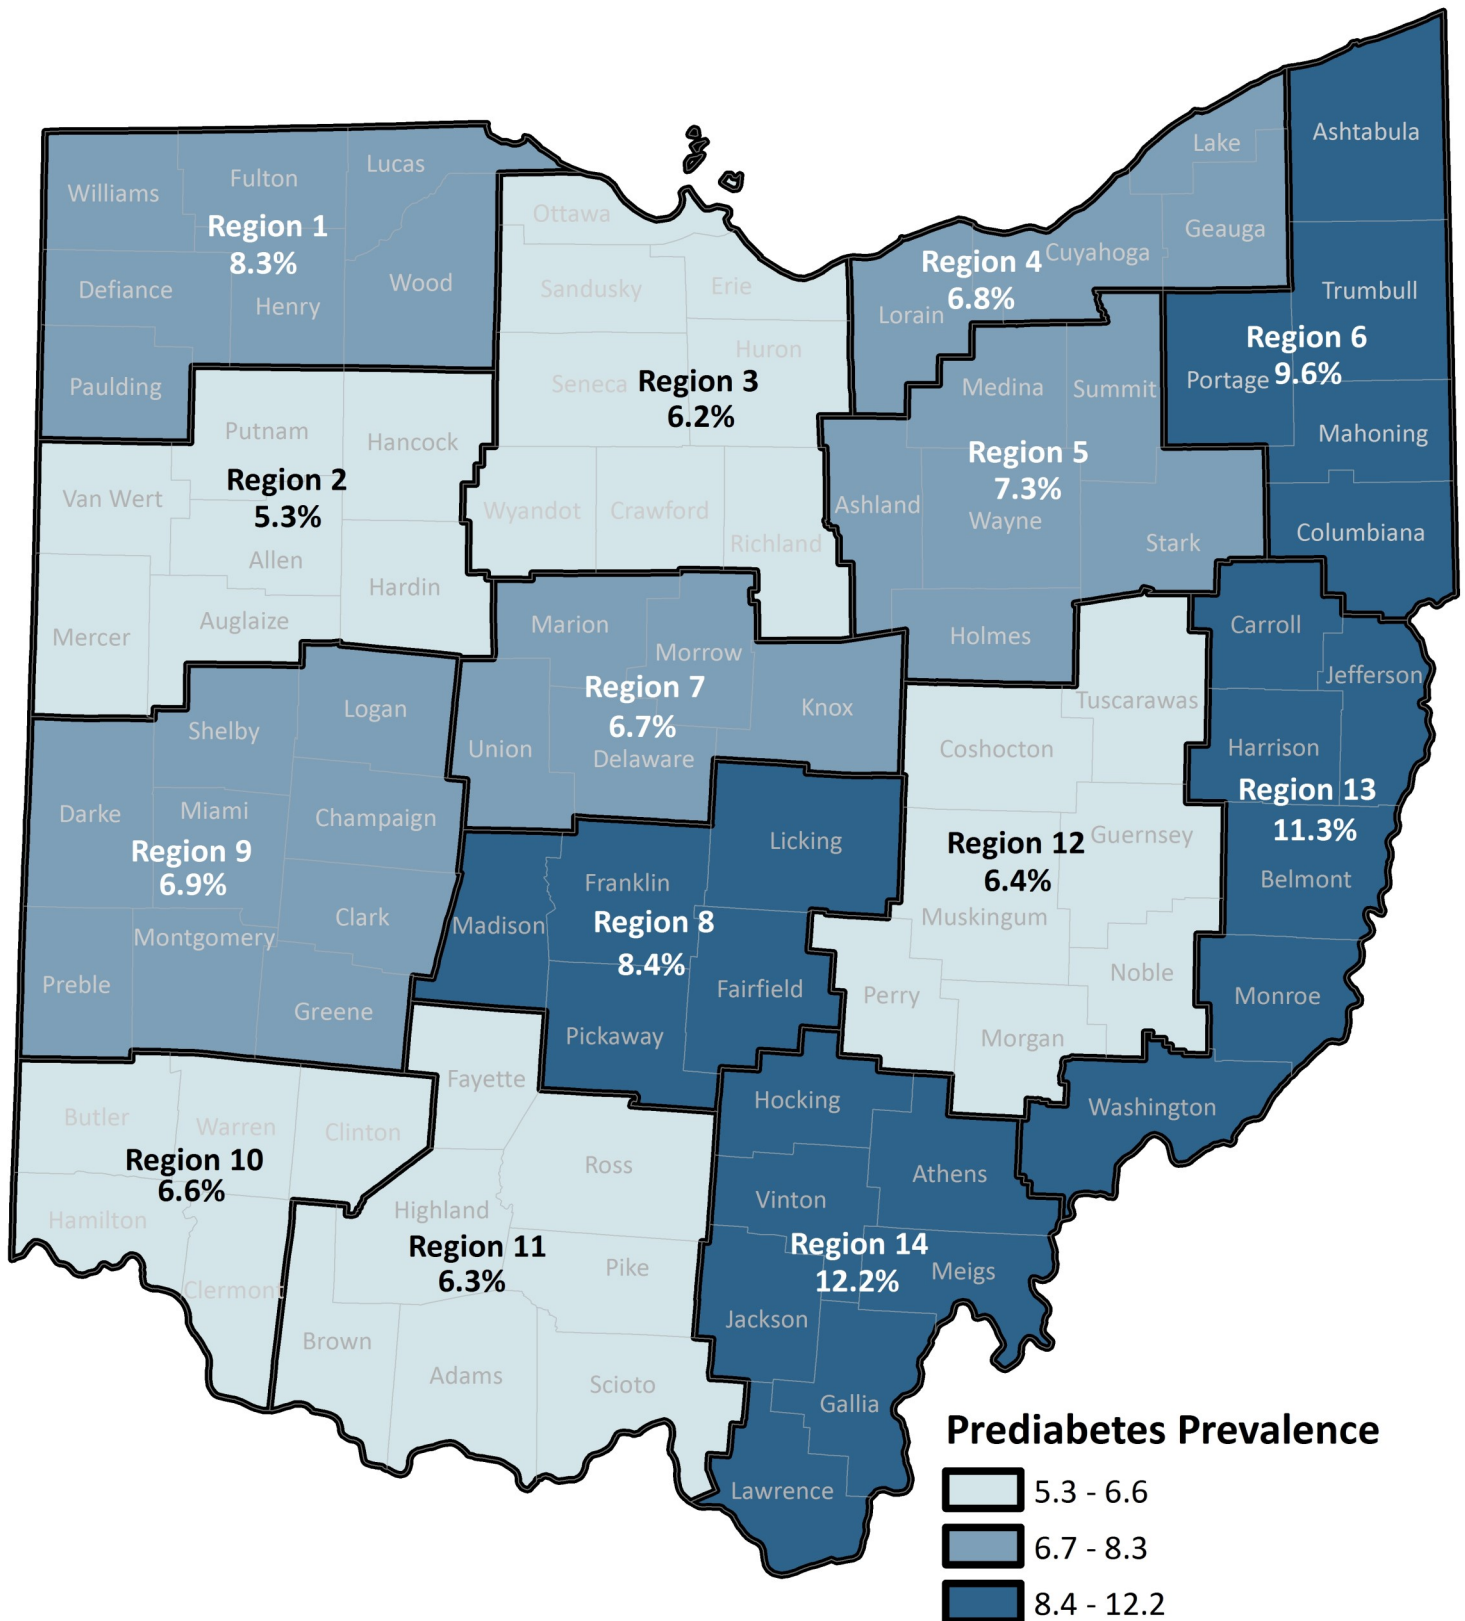 Williams
Fulton
Lucas
Region 1
8.3%
Defiance
Henry
Wood
Paulding
Ottawa
Sandusky
Erie
Huron
Seneca
Region 3
6.2%
Wyandot
Crawford
Richland
Lake
Geauga
Cuyahoga
Region 4
6.8%
Lorain
Ashtabula
Trumbull
Region 6
9.6%
Portage
Mahoning
Columbiana
Medina
Summit
Region 5
7.3%
Ashland
Wayne
Stark
Holmes
Putnam
Hancock
Region 2
5.3%
Van Wert
Allen
Hardin
Mercer
Auglaize
Marion
Morrow
Region 7
6.7%
Union
Delaware
Knox
Logan
Shelby
Darke
Miami
Champaign
Region 9
6.9%
Clark
Montgomery
Preble
Greene
Licking
Franklin
Madison
Region 8
8.4%
Fairfield
Pickaway
Tuscarawas
Coshocton
Region 12
6.4%
Guernsey
Muskingum
Noble
Perry
Morgan
Carroll
Jefferson
Harrison
Region 13
11.3%
Belmont
Monroe
Washington
Butler
Warren
Clinton
Region 10
6.6%
Hamilton
Clermont
Fayette
Ross
Highland
Region 11
6.3%
Pike
Brown
Adams
Scioto
Hocking
Athens
Vinton
Region 14
12.2%
Meigs
Jackson
Gallia
Lawrence
Prediabetes Prevalence
5.3 - 6.6
6.7 - 8.3
8.4 - 12.2